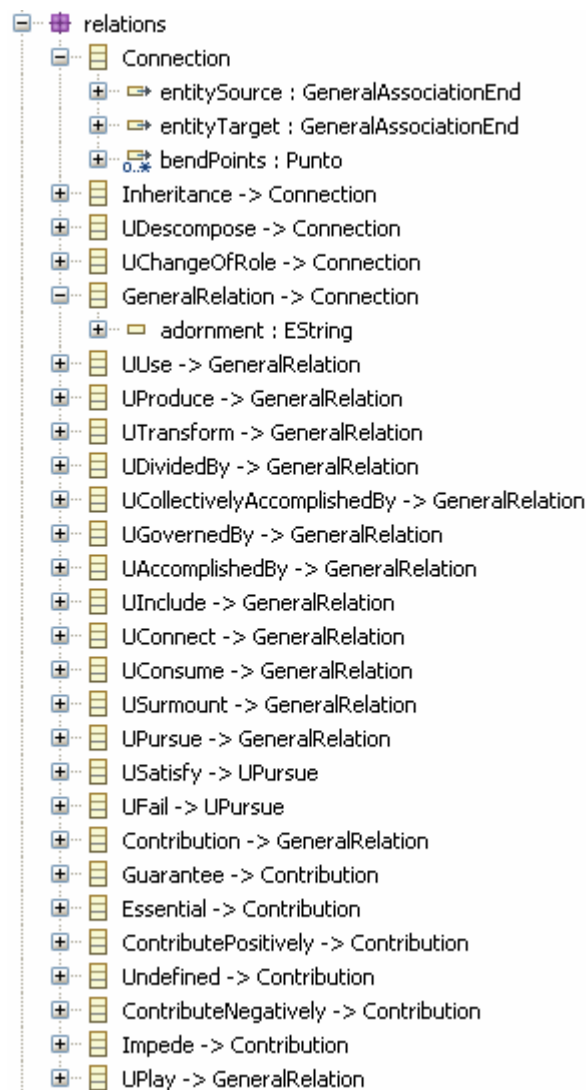 relations
Connection
entitySource : GeneralAssociationEnd
entityTarget : GeneralAssociationEnd
0..* bendPoints : Punto
Inheritance -> Connection
UDescompose -> Connection
UChangeOfRole -> Connection
GeneralRelation -> Connection
adornment : EString
UUse -> GeneralRelation
UProduce -> GeneralRelation
UTransform -> GeneralRelation
UDividedBy -> GeneralRelation
UCollectivelyAccomplishedBy -> GeneralRelation
UGovernedBy -> GeneralRelation
UAccomplishedBy -> GeneralRelation
UInclude -> GeneralRelation
UConnect -> GeneralRelation
UConsume -> GeneralRelation
USurmount -> GeneralRelation
UPursue -> GeneralRelation
USatisfy -> UPursue
UFail -> UPursue
Contribution -> GeneralRelation
Guarantee -> Contribution
Essential -> Contribution
ContributePositively -> Contribution
Undefined -> Contribution
ContributeNegatively -> Contribution
Impede -> Contribution
UPlay -> GeneralRelation